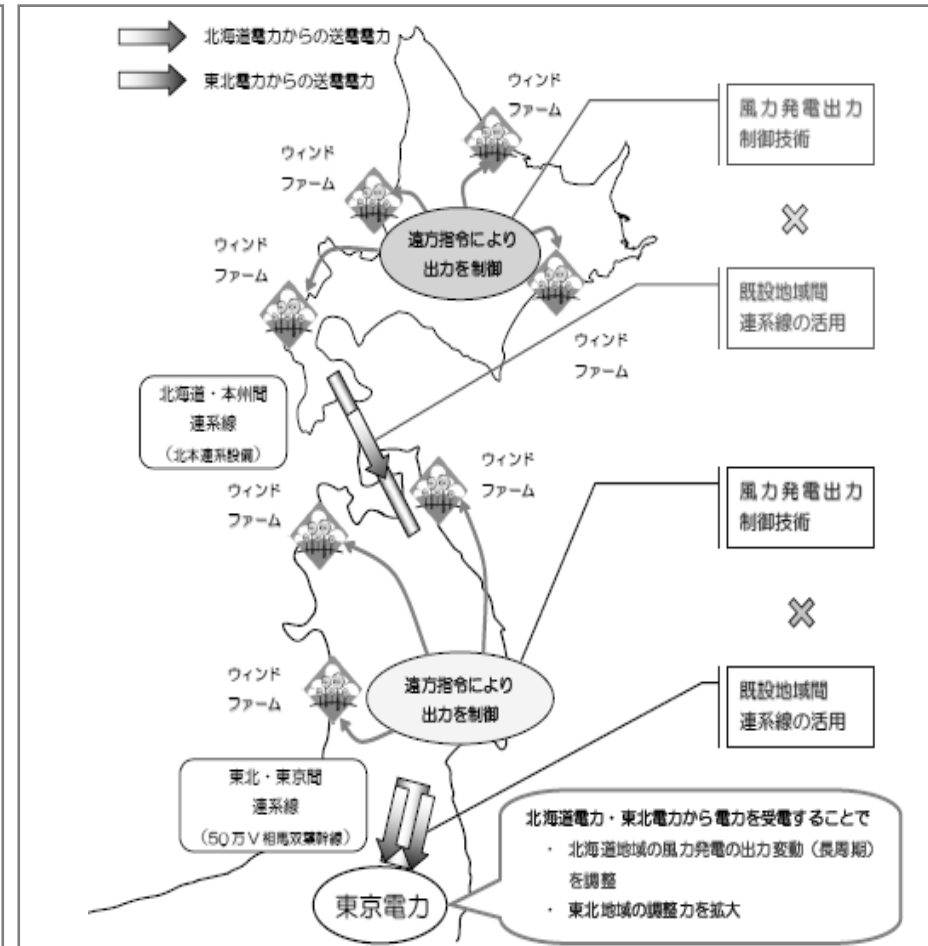 北海道電力からの送電電力
東北電力からの送電電力
ウィンド
ファーム
風力発電出力
制御技術
ウィンド
ファーム
ウィンド
ファーム
遠方指令により
出力を制御
既設地域間
連系線の活用
ウィンド
ファーム
北海道・本州間
連系線
(北本連系設備)
ウィンド
ファーム
ウィンド
ファーム
風力発電出力
制御技術
ウィンド
ファーム
遠方指令により
出力を制御
既設地域間
連系線の活用
東北・東京間
連系線
(50万V相馬双葉幹線)
北海道電力・東北電力から電力を受電することで
・ 北海道地域の風力発電の出力変動（長周期）
を調整
・ 東北地域の調整力を拡大
東京電力